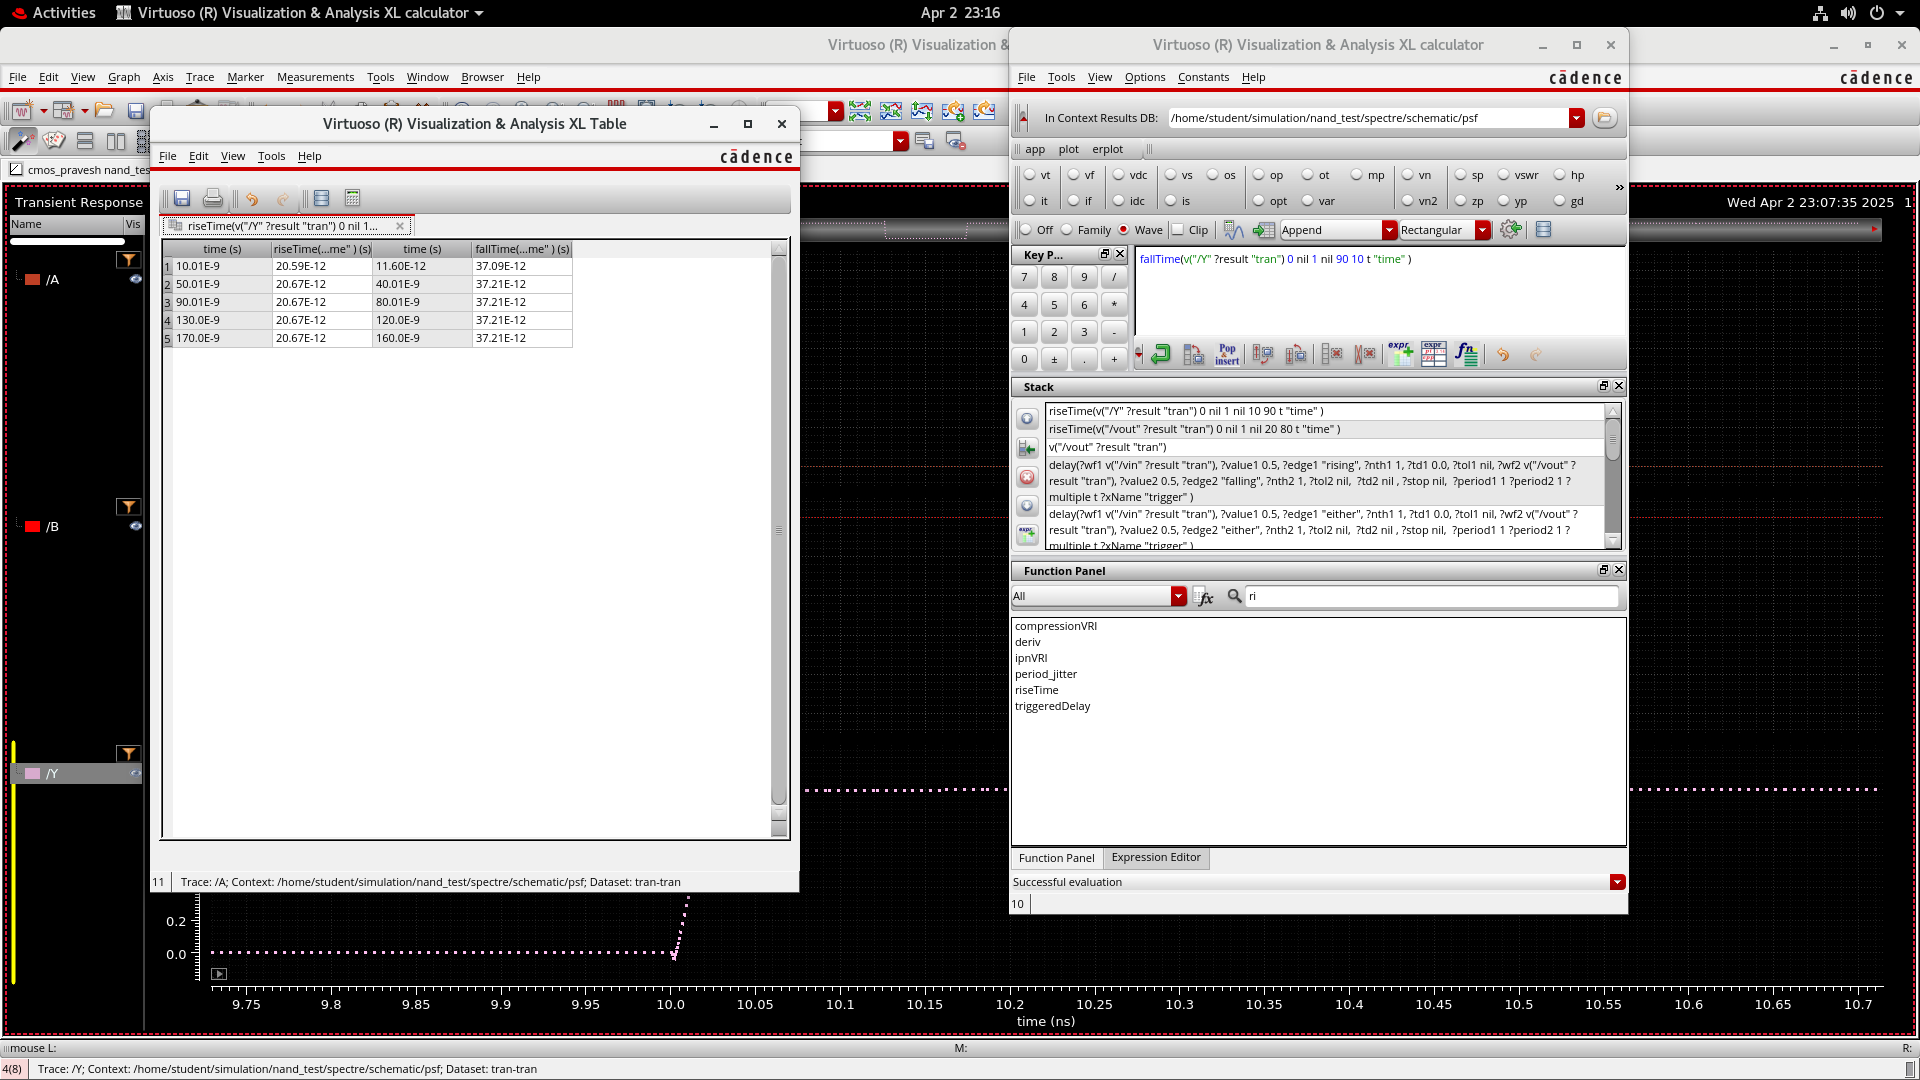 Activities
Virtuoso (R) Visualization & Analysis XL calculator
Apr 2 23:16
Virtuoso (R) Visualization &
File Edit View Graph Axis Trace Marker Measurements Tools Window Browser Help
cādence
cmos_pravesh nand_tes
Transient Response
Name Vis
/A
/B
/Y
Wed Apr 2 23:07:35 2025 1
Virtuoso (R) Visualization & Analysis XL Table
File Edit View Tools Help
cādence
riseTime(v("/Y" ?result "tran") 0 nil 1...
time (s) riseTime(...me" ) (s) time (s) fallTime(...me" ) (s)
1 10.01E-9 20.59E-12 11.60E-12 37.09E-12
2 50.01E-9 20.67E-12 40.01E-9 37.21E-12
3 90.01E-9 20.67E-12 80.01E-9 37.21E-12
4 130.0E-9 20.67E-12 120.0E-9 37.21E-12
5 170.0E-9 20.67E-12 160.0E-9 37.21E-12
11 Trace: /A; Context: /home/student/simulation/nand_test/spectre/schematic/psf; Dataset: tran-tran
Virtuoso (R) Visualization & Analysis XL calculator
File Tools View Options Constants Help
cādence
In Context Results DB: /home/student/simulation/nand_test/spectre/schematic/psf
app plot erplot
vt vf vdc vs os op ot mp vn sp vswr hp
»
it if idc is opt var vn2 zp yp gd
Off Family Wave Clip Append Rectangular
Key P...
7 8 9 /
4 5 6 *
1 2 3 -
0 ± . +
fallTime(v("/Y" ?result "tran") 0 nil 1 nil 90 10 t "time" )
Pop & insert
expr
expr
fn
Stack
riseTime(v("/Y" ?result "tran") 0 nil 1 nil 10 90 t "time" )
riseTime(v("/vout" ?result "tran") 0 nil 1 nil 20 80 t "time" )
v("/vout" ?result "tran")
delay(?wf1 v("/vin" ?result "tran"), ?value1 0.5, ?edge1 "rising", ?nth1 1, ?td1 0.0, ?tol1 nil, ?wf2 v("/vout" ?
result "tran"), ?value2 0.5, ?edge2 "falling", ?nth2 1, ?tol2 nil, ?td2 nil , ?stop nil, ?period1 1 ?period2 1 ?
multiple t ?xName "trigger" )
delay(?wf1 v("/vin" ?result "tran"), ?value1 0.5, ?edge1 "either", ?nth1 1, ?td1 0.0, ?tol1 nil, ?wf2 v("/vout" ?
result "tran"), ?value2 0.5, ?edge2 "either", ?nth2 1, ?tol2 nil, ?td2 nil , ?stop nil, ?period1 1 ?period2 1 ?
multiple t ?xName "trigger" )
expr
Function Panel
All fx ri
compressionVRI
deriv
ipnVRI
period_jitter
riseTime
triggeredDelay
Function Panel Expression Editor
Successful evaluation
10
cādence
0.2
0.0
9.75 9.8 9.85 9.9 9.95 10.0 10.05 10.1 10.15 10.2 10.25 10.3 10.35 10.4 10.45 10.5 10.55 10.6 10.65 10.7
time (ns)
mouse L: M: R:
4(8) Trace: /Y; Context: /home/student/simulation/nand_test/spectre/schematic/psf; Dataset: tran-tran